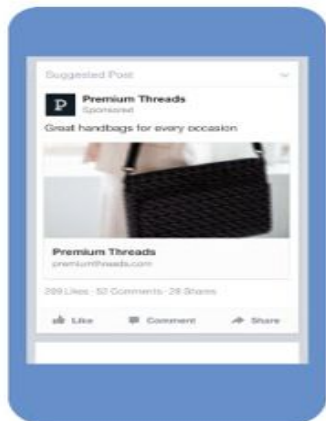 Suggested Post
P
Premium Threads
Sponsored
Great handbags for every occasion
Premium Threads
premiumthreads.com
289 Likes · 52 Comments · 28 Shares
Like Comment Share